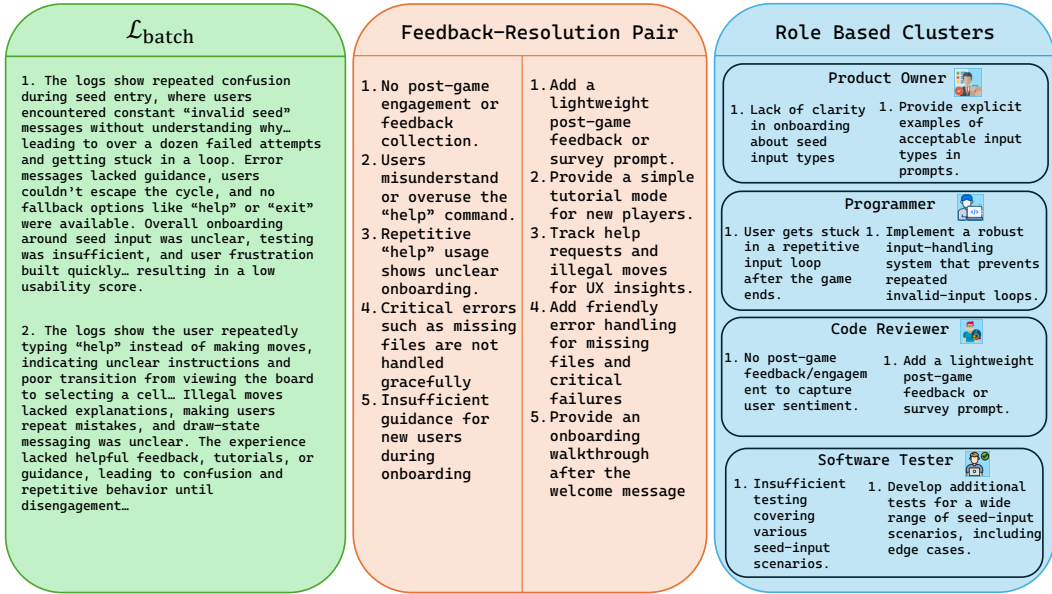 ℒbatch
1. The logs show repeated confusion
during seed entry, where users
encountered constant “invalid seed”
messages without understanding why…
leading to over a dozen failed attempts
and getting stuck in a loop. Error
messages lacked guidance, users
couldn’t escape the cycle, and no
fallback options like “help” or “exit”
were available. Overall onboarding
around seed input was unclear, testing
was insufficient, and user frustration
built quickly… resulting in a low
usability score.
2. The logs show the user repeatedly
typing “help” instead of making moves,
indicating unclear instructions and
poor transition from viewing the board
to selecting a cell… Illegal moves
lacked explanations, making users
repeat mistakes, and draw-state
messaging was unclear. The experience
lacked helpful feedback, tutorials, or
guidance, leading to confusion and
repetitive behavior until
disengagement…
Feedback-Resolution Pair
1. No post-game
engagement or
feedback
collection.
2. Users
misunderstand
or overuse the
“help” command.
3. Repetitive
“help” usage
shows unclear
onboarding.
4. Critical errors
such as missing
files are not
handled
gracefully
5. Insufficient
guidance for
new users
during
onboarding
1. Add a
lightweight
post-game
feedback or
survey prompt.
2. Provide a simple
tutorial mode
for new players.
3. Track help
requests and
illegal moves
for UX insights.
4. Add friendly
error handling
for missing
files and
critical
failures
5. Provide an
onboarding
walkthrough
after the
welcome message
Role Based Clusters
Product Owner
1. Lack of clarity
in onboarding
about seed
input types
1. Provide explicit
examples of
acceptable input
types in
prompts.
Programmer
1. User gets stuck
in a repetitive
input loop
after the game
ends.
1. Implement a robust
input-handling
system that prevents
repeated
invalid-input loops.
Code Reviewer
1. No post-game
feedback/engagem
ent to capture
user sentiment.
1. Add a lightweight
post-game
feedback or
survey prompt.
Software Tester
1. Insufficient
testing
covering
various
seed-input
scenarios.
1. Develop additional
tests for a wide
range of seed-input
scenarios, including
edge cases.